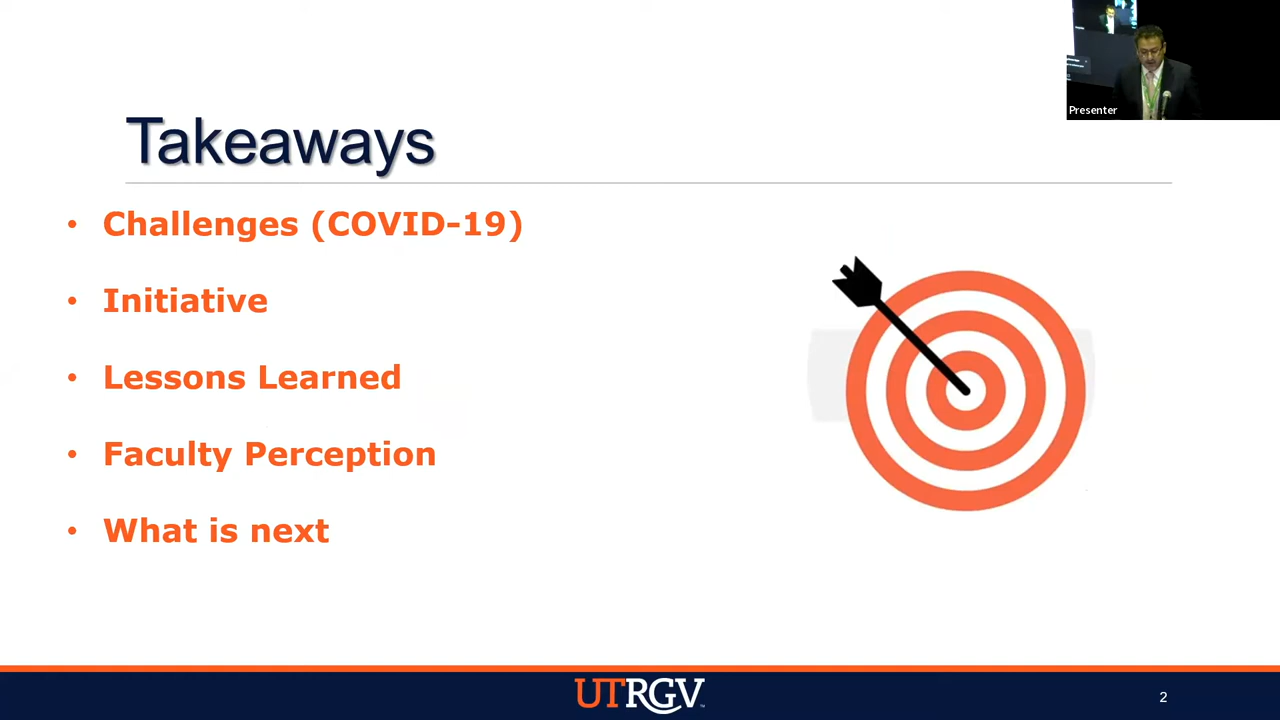 Presenter
Takeaways
• Challenges (COVID-19)
• Initiative
• Lessons Learned
• Faculty Perception
• What is next
UTRGV
2